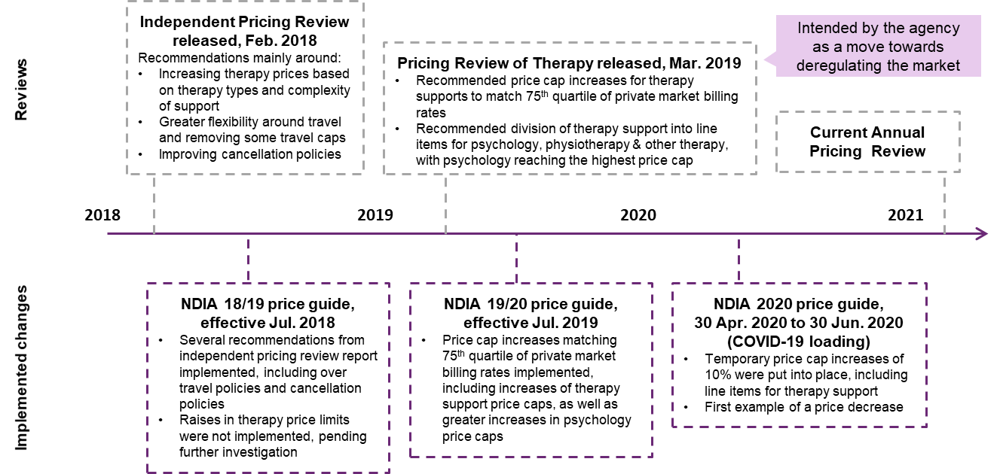 Reviews
Independent Pricing Review
released, Feb. 2018
Recommendations mainly around:
• Increasing therapy prices based
on therapy types and complexity
of support
• Greater flexibility around travel
and removing some travel caps
• Improving cancellation policies
Pricing Review of Therapy released, Mar. 2019
• Recommended price cap increases for therapy
supports to match 75th quartile of private market billing
rates
• Recommended division of therapy support into line
items for psychology, physiotherapy & other therapy,
with psychology reaching the highest price cap
Intended by the agency
as a move towards
deregulating the market
Current Annual
Pricing Review
2018
2019
2020
2021
Implemented changes
NDIA 18/19 price guide,
effective Jul. 2018
• Several recommendations from
independent pricing review report
implemented, including over
travel policies and cancellation
policies
• Raises in therapy price limits
were not implemented, pending
further investigation
NDIA 19/20 price guide,
effective Jul. 2019
• Price cap increases matching
75th quartile of private market
billing rates implemented,
including increases of therapy
support price caps, as well as
greater increases in psychology
price caps
NDIA 2020 price guide,
30 Apr. 2020 to 30 Jun. 2020
(COVID-19 loading)
• Temporary price cap increases of
10% were put into place, including
line items for therapy support
• First example of a price decrease